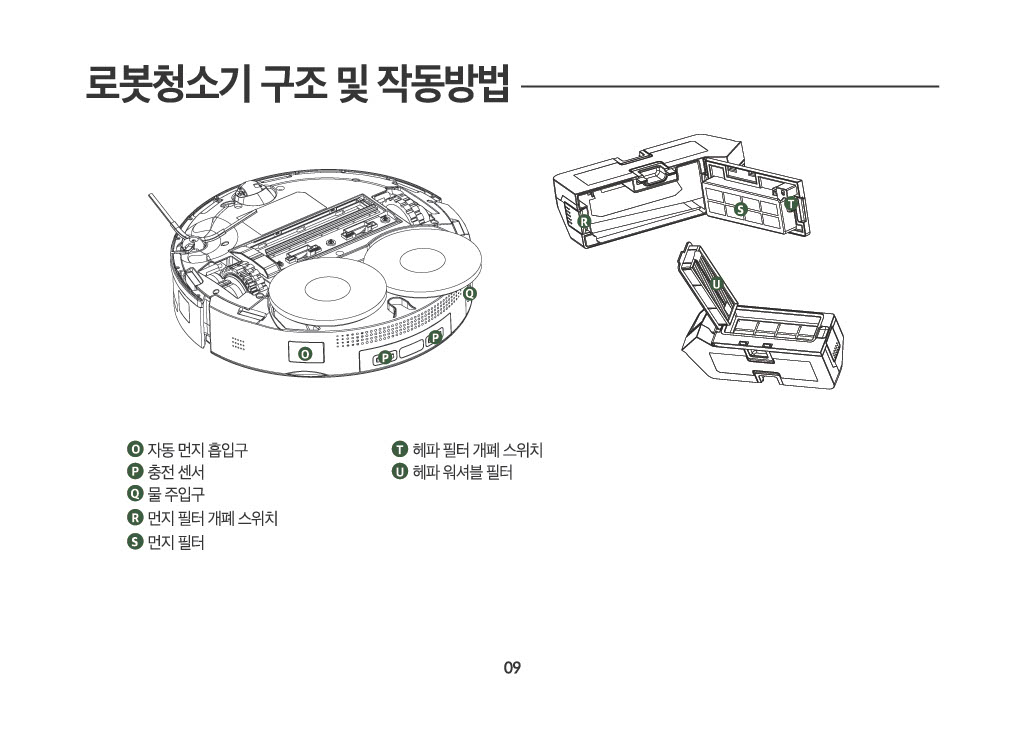 로봇청소기 구조 및 작동방법
R
S
T
U
Q
P
P
O
O 자동 먼지 흡입구
P 충전 센서
Q 물 주입구
R 먼지 필터 개폐 스위치
S 먼지 필터
T 헤파 필터 개폐 스위치
U 헤파 워셔블 필터
09